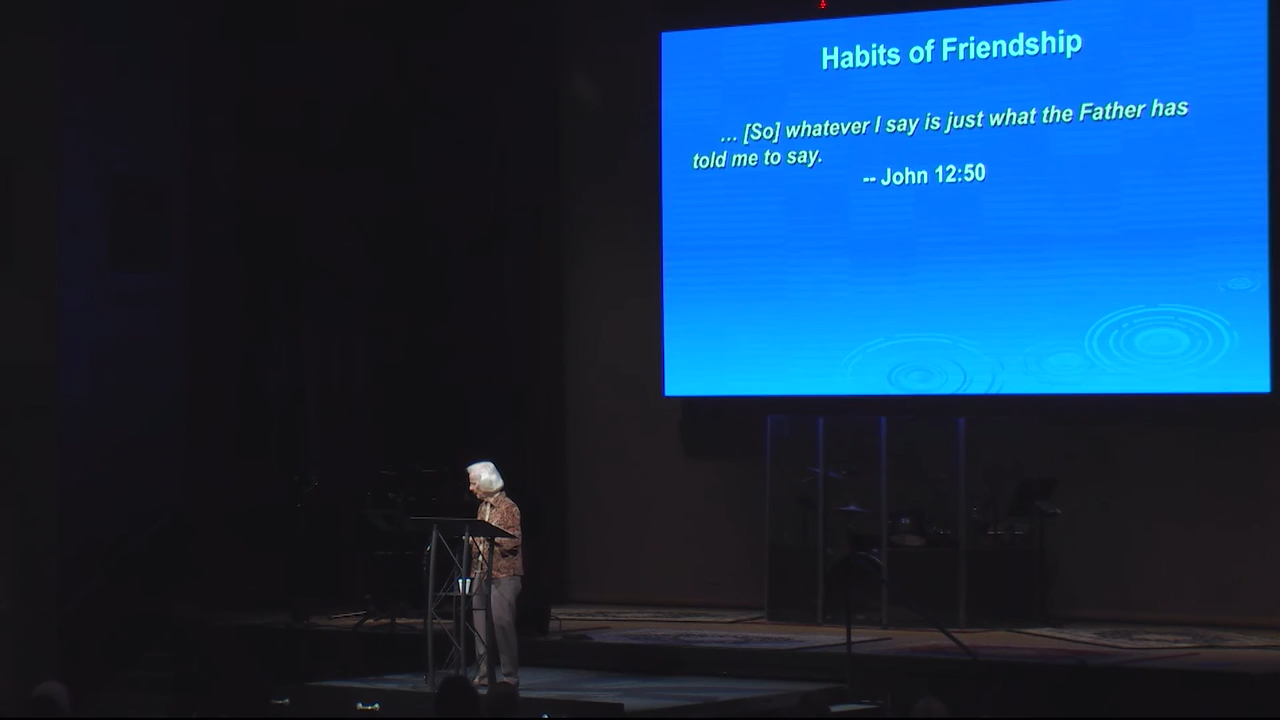 Habits of Friendship
... [So] whatever I say is just what the Father has
told me to say.
-- John 12:50